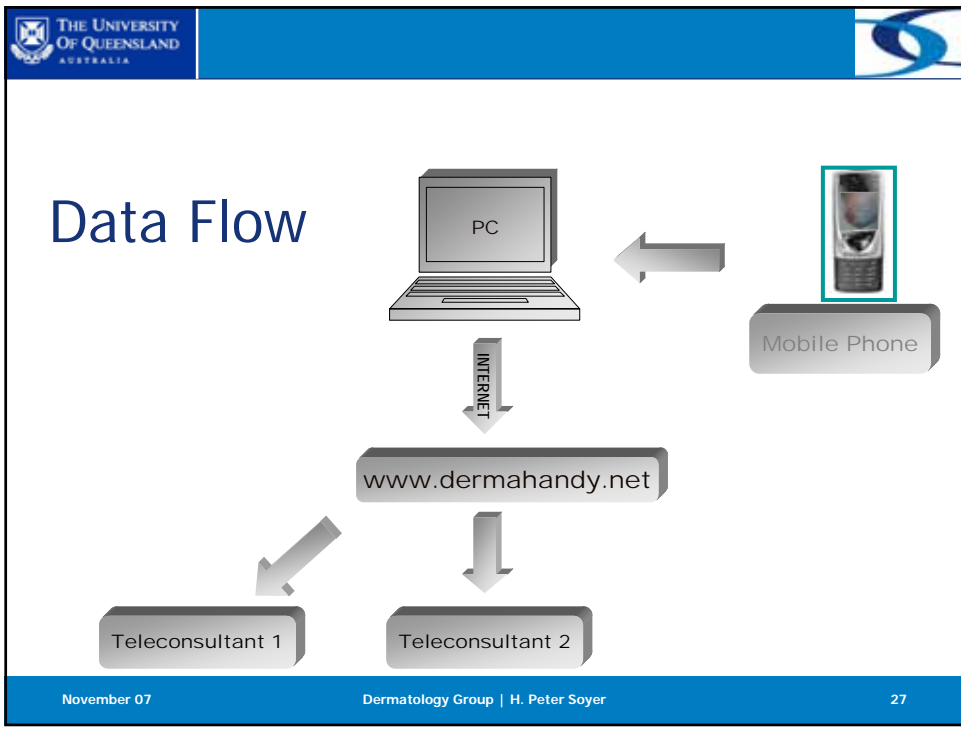 THE UNIVERSITY
OF QUEENSLAND
AUSTRALIA
Data Flow
PC
Mobile Phone
INTERNET
www.dermahandy.net
Teleconsultant 1
Teleconsultant 2
November 07
Dermatology Group | H. Peter Soyer
27